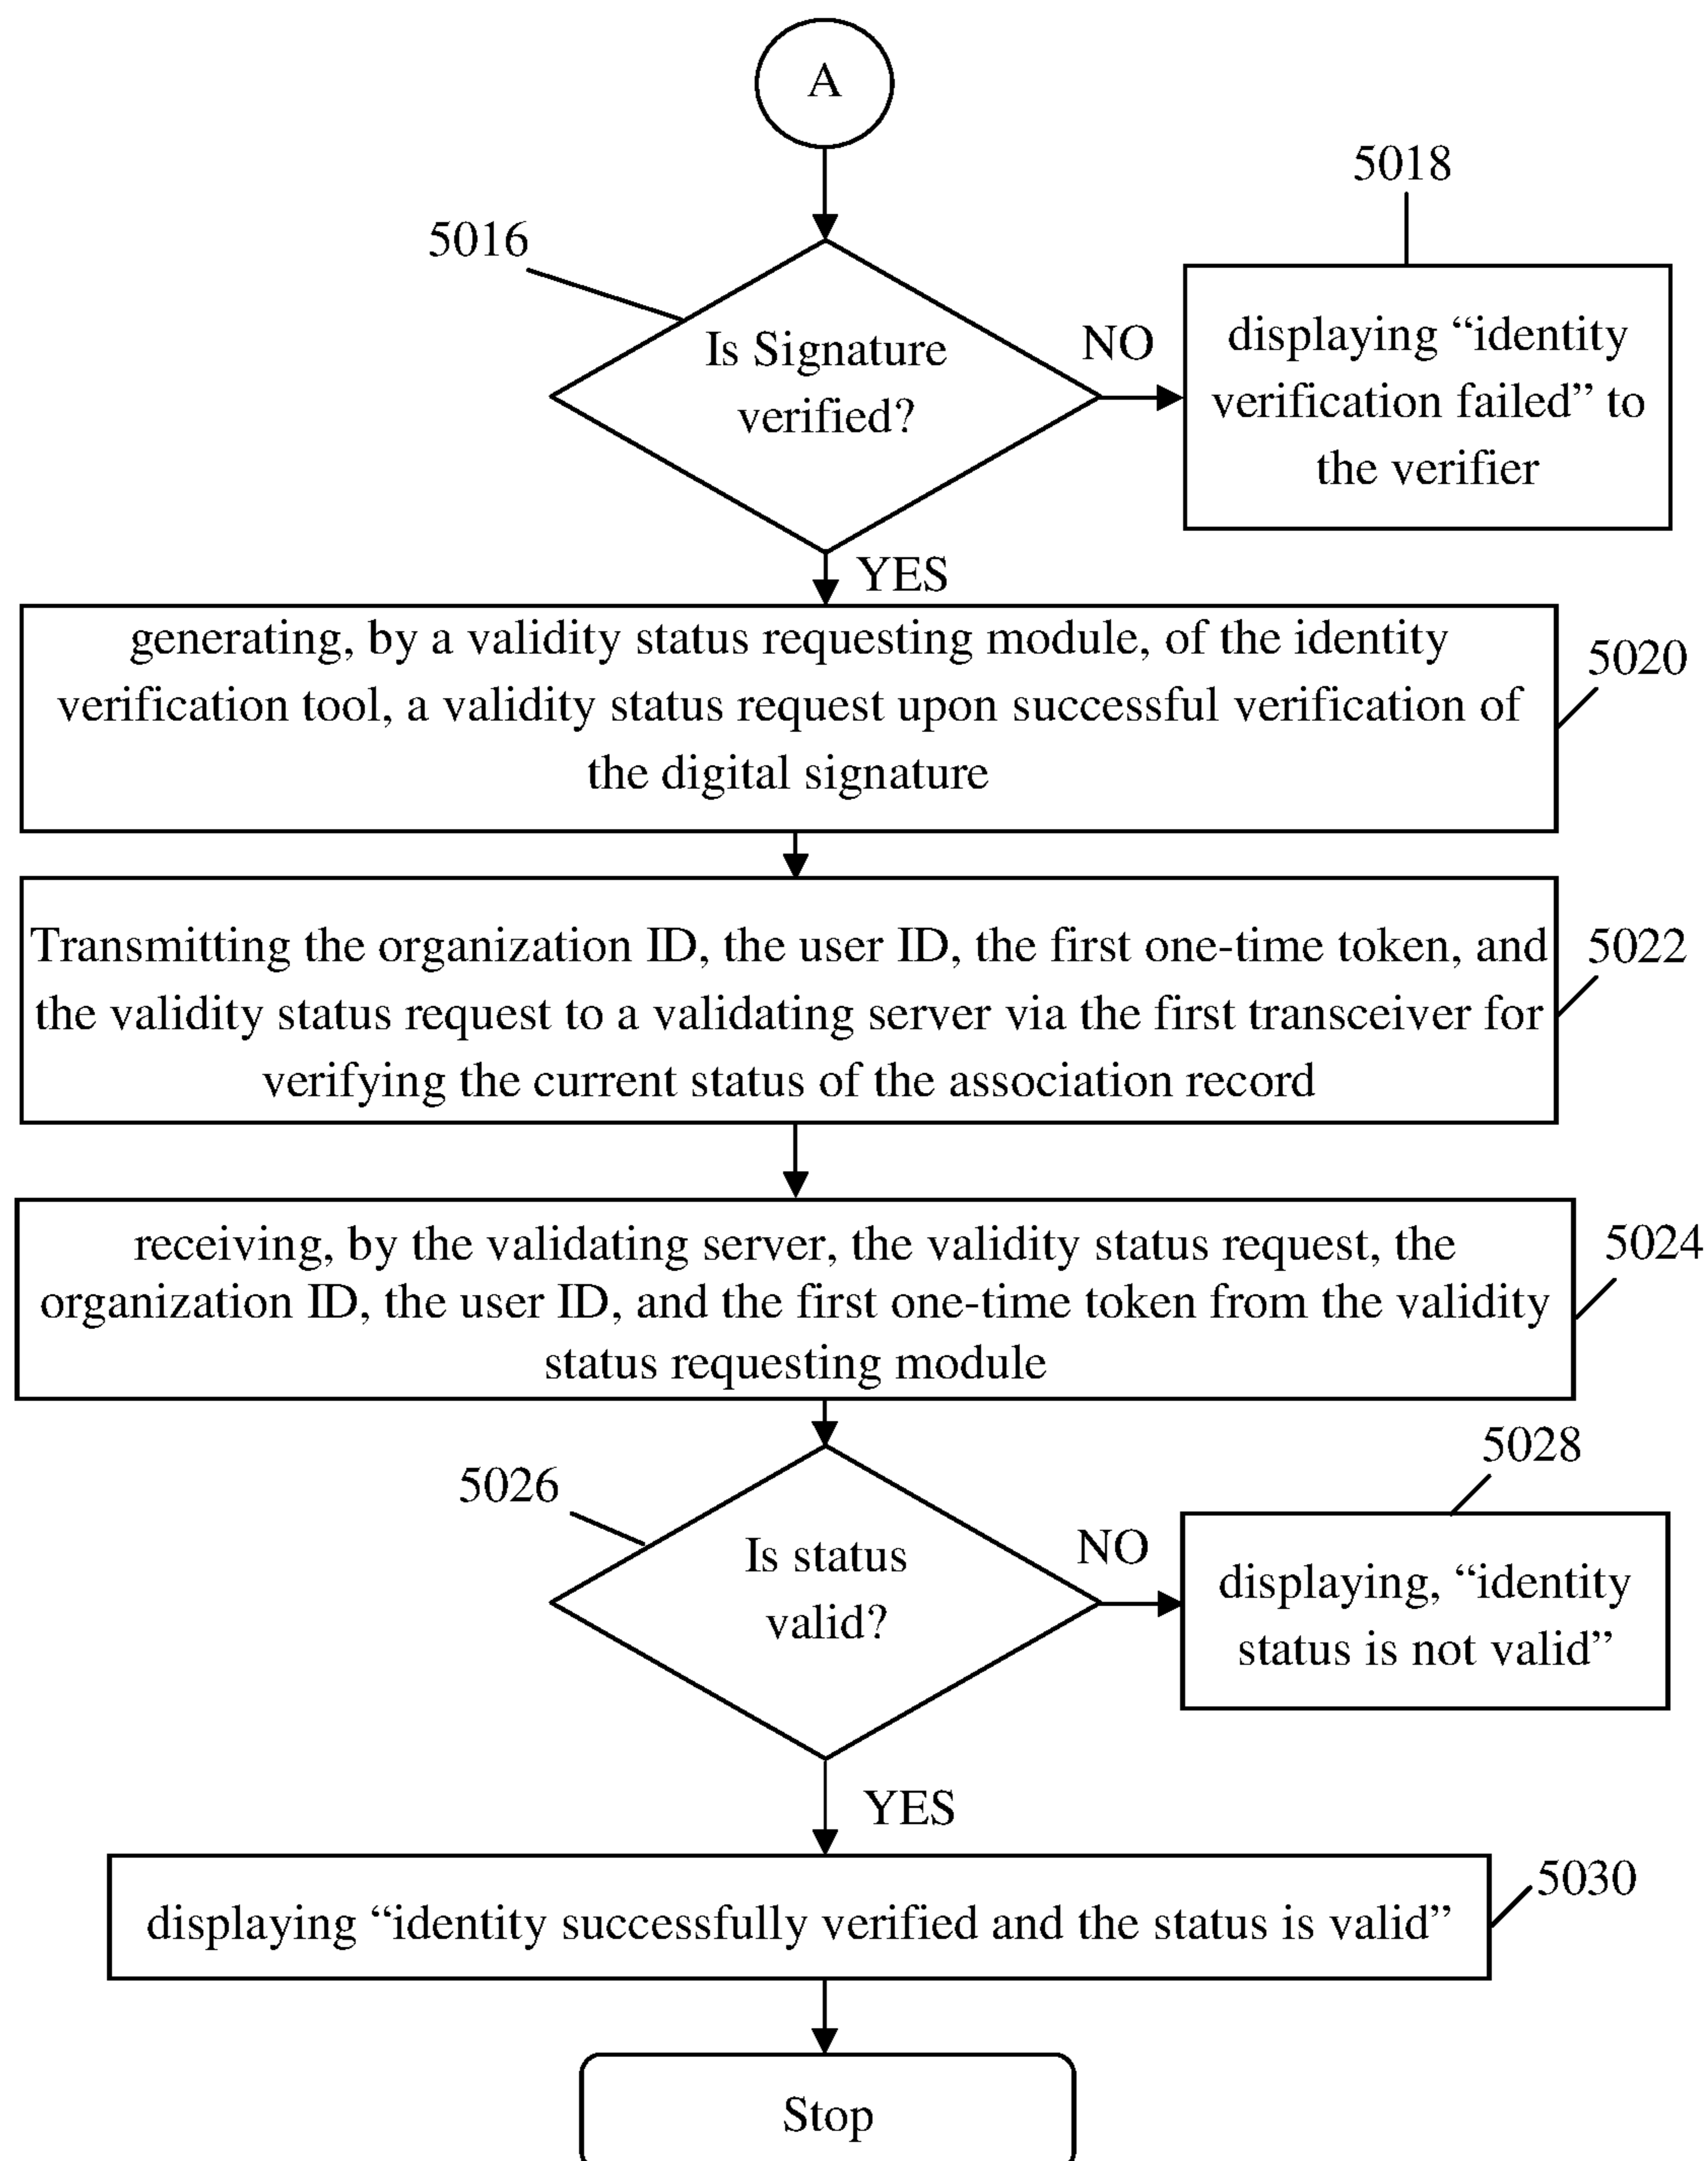 A
5018
5016
Is Signature
verified?
NO
displaying “identity
verification failed” to
the verifier
YES
generating, by a validity status requesting module, of the identity
verification tool, a validity status request upon successful verification of
the digital signature
5020
Transmitting the organization ID, the user ID, the first one-time token, and
the validity status request to a validating server via the first transceiver for
verifying the current status of the association record
5022
receiving, by the validating server, the validity status request, the
organization ID, the user ID, and the first one-time token from the validity
status requesting module
5024
5026
Is status
valid?
NO
5028
displaying, “identity
status is not valid”
YES
displaying “identity successfully verified and the status is valid”
5030
Stop